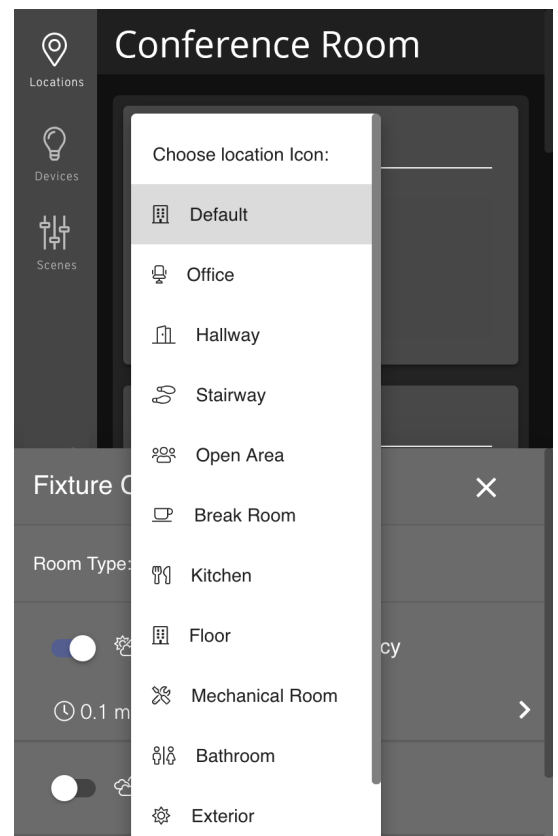 Conference Room
Locations
Devices
Scenes
Choose location Icon:
Default
Office
Hallway
Stairway
Open Area
Break Room
Kitchen
Floor
Mechanical Room
Bathroom
Exterior
Fixture
Room Type:
cy
0.1 m